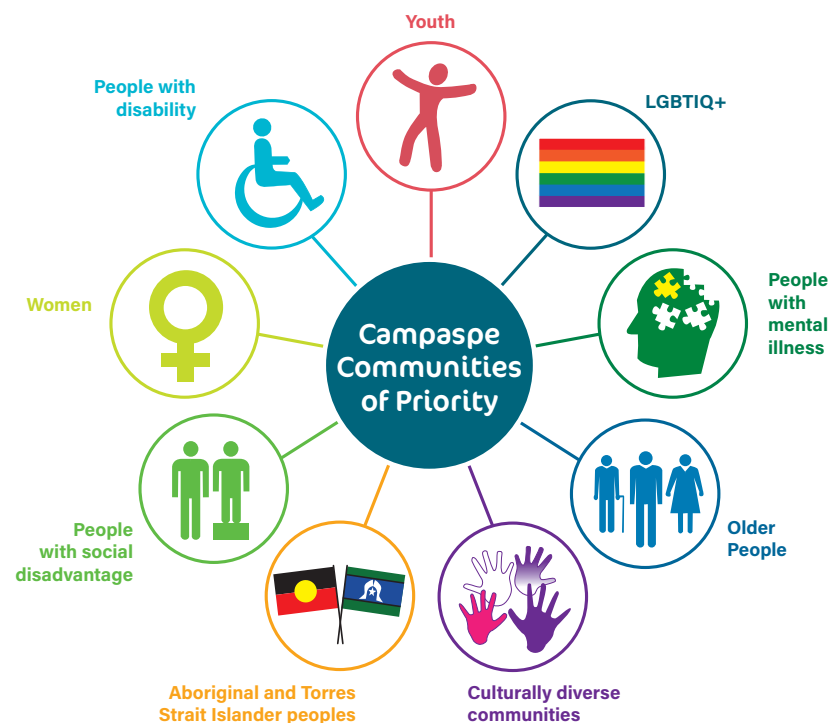 Youth
People with
disability
LGBTIQ+
Women
People
with
mental
illness
Campaspe
Communities
of Priority
People
with social
disadvantage
Older
People
Aboriginal and Torres
Strait Islander peoples
Culturally diverse
communities